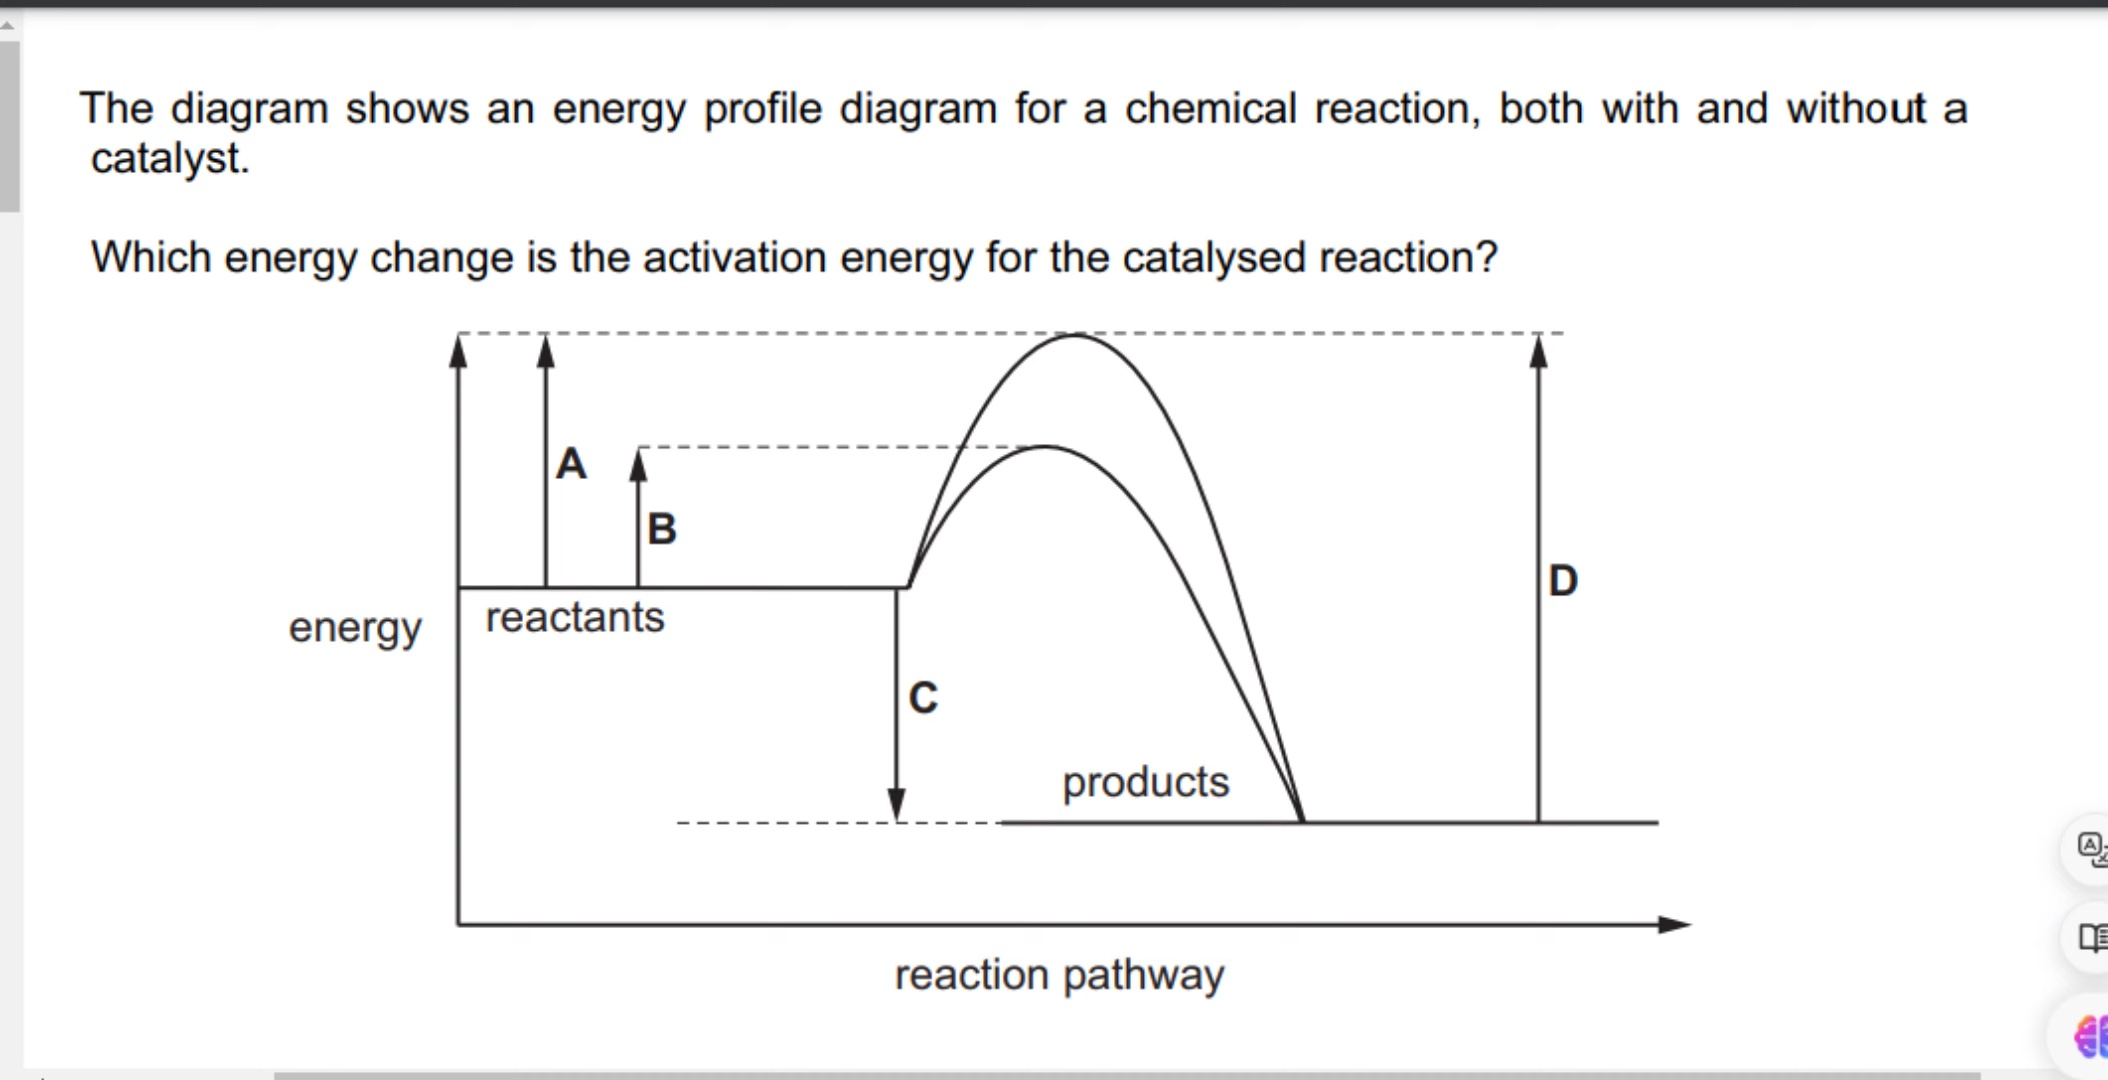 The diagram shows an energy profile diagram for a chemical reaction, both with and without a
catalyst.
Which energy change is the activation energy for the catalysed reaction?
A
B
D
energy
reactants
C
products
reaction pathway